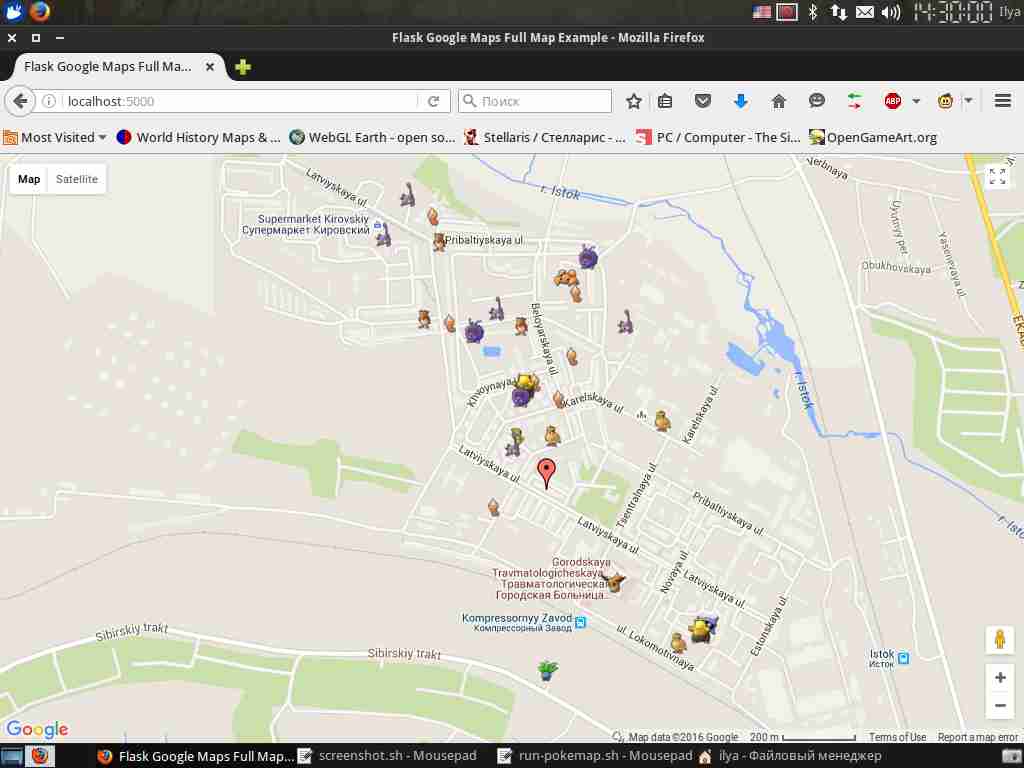 14:30:00 Ilya
Flask Google Maps Full Map Example - Mozilla Firefox
Flask Google Maps Full Ma...
localhost:5000
Поиск
ABP
Most Visited
World History Maps & ...
WebGL Earth - open so...
Stellaris / Стелларис - ...
PC / Computer - The Si...
OpenGameArt.org
Map
Satellite
Latviyskaya ul
r. Istok
Verbnaya
Supermarket Kirovskiy
Супермаркет Кировский
Pribaltiyskaya ul
Uyutnyy per
Yasenevaya ul
Obukhovskaya
Beloyarskaya ul
Khvoynaya
Karelskaya ul
Karelskaya ul
r. Istok
Latviyskaya ul
Tsentralnaya ul
Pribaltiyskaya ul
Latviyskaya ul
r. Istok
Gorodskaya
Travmatologicheskaya
Травматологическая
Городская Больница...
Novaya ul
Latviyskaya ul
Estonskaya ul
Kompressornyy Zavod
Компрессорный Завод
ul. Lokomotivnaya
Sibirskiy trakt
Sibirskiy trakt
Istok
Исток
Google
Map data ©2016 Google
200 m
Terms of Use
Report a map error
Flask Google Maps Full Map...
screenshot.sh - Mousepad
run-pokemap.sh - Mousepad
ilya - Файловый менеджер